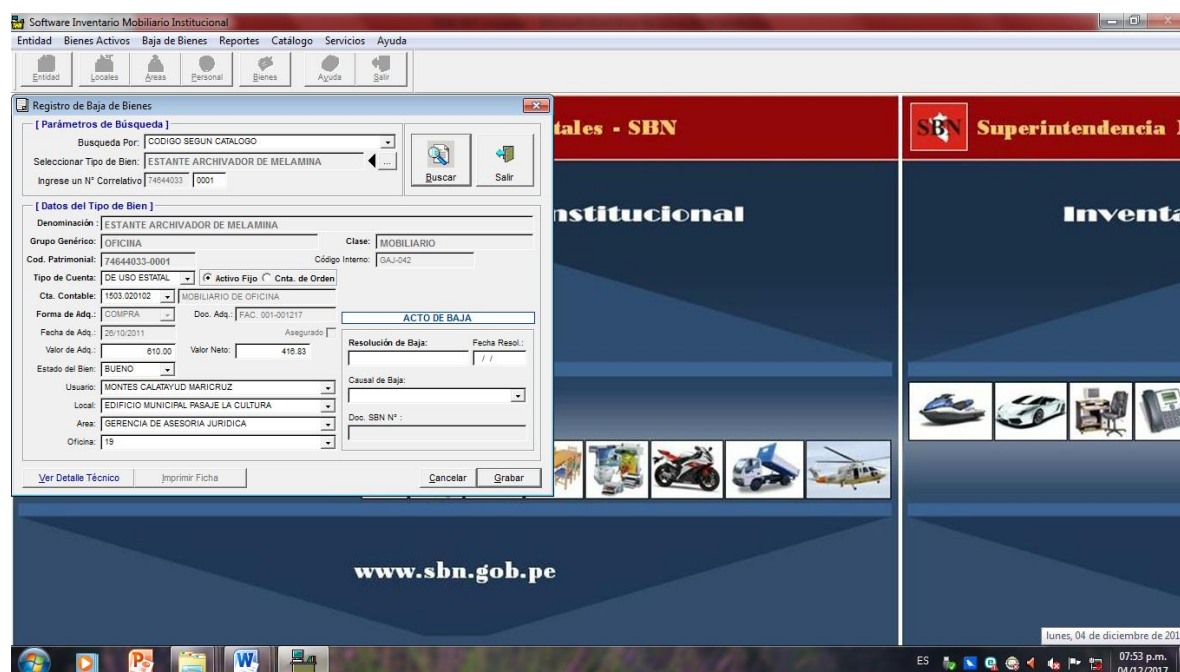 Software Inventario Mobiliario Institucional
Entidad Bienes Activos Baja de Bienes Reportes Catálogo Servicios Ayuda
Entidad Locales Áreas Personal Bienes Ayuda Salir
Registro de Baja de Bienes
[ Parámetros de Búsqueda ]
Busqueda Por: CODIGO SEGUN CATALOGO
Seleccionar Tipo de Bien: ESTANTE ARCHIVADOR DE MELAMINA ...
Ingrese un N° Correlativo 74644033 0001
Buscar Salir
[ Datos del Tipo de Bien ]
Denominación : ESTANTE ARCHIVADOR DE MELAMINA
Grupo Genérico: OFICINA Clase: MOBILIARIO
Cod. Patrimonial: 74644033-0001 Código Interno: GAJ-042
Tipo de Cuenta: DE USO ESTATAL Activo Fijo Cnta. de Orden
Cta. Contable: 1503.020102 MOBILIARIO DE OFICINA
Forma de Adq.: COMPRA Doc. Adq.: FAC. 001-001217
Fecha de Adq.: 26/10/2011 Asegurado
Valor de Adq.: 610.00 Valor Neto: 416.83
Estado del Bien: BUENO
Usuario: MONTES CALATAYUD MARICRUZ
Local: EDIFICIO MUNICIPAL PASAJE LA CULTURA
Area: GERENCIA DE ASESORIA JURIDICA
Oficina: 19
ACTO DE BAJA
Resolución de Baja: Fecha Resol.:
/ /
Causal de Baja:
Doc. SBN N° :
Ver Detalle Técnico Imprimir Ficha Cancelar Grabar
tales - SBN
nstitucional
www.sbn.gob.pe
SBN Superintendencia
Inventa
lunes, 04 de diciembre de 201
ES 07:53 p.m.
04/12/2017